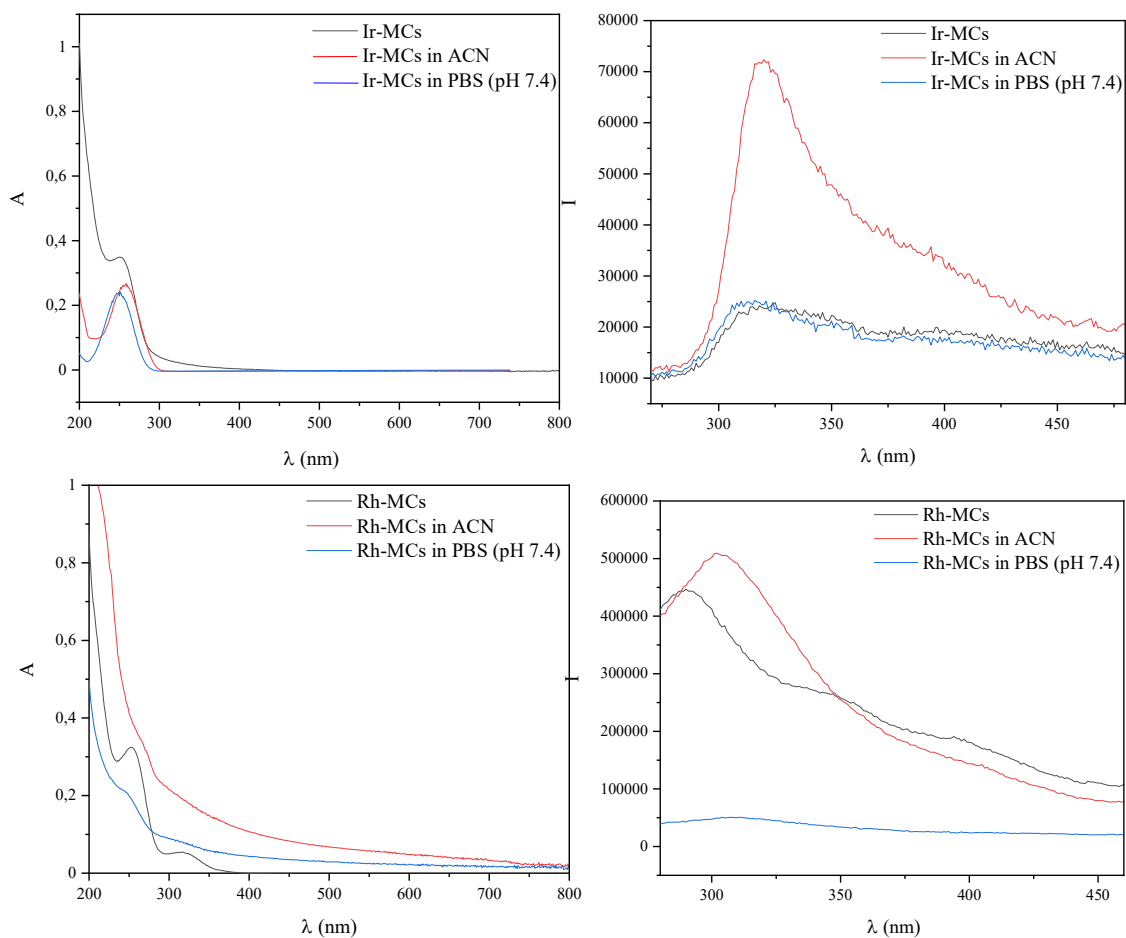 Ir-MCs
Ir-MCs in ACN
Ir-MCs in PBS (pH 7.4)
1
0,8
0,6
0,4
0,2
0
A
200
300
400
500
600
700
800
λ (nm)
Ir-MCs
Ir-MCs in ACN
Ir-MCs in PBS (pH 7.4)
80000
70000
60000
50000
40000
30000
20000
10000
I
300
350
400
450
λ (nm)
Rh-MCs
Rh-MCs in ACN
Rh-MCs in PBS (pH 7.4)
1
0,8
0,6
0,4
0,2
0
A
200
300
400
500
600
700
800
λ (nm)
Rh-MCs
Rh-MCs in ACN
Rh-MCs in PBS (pH 7.4)
600000
500000
400000
300000
200000
100000
0
I
300
350
400
450
λ (nm)